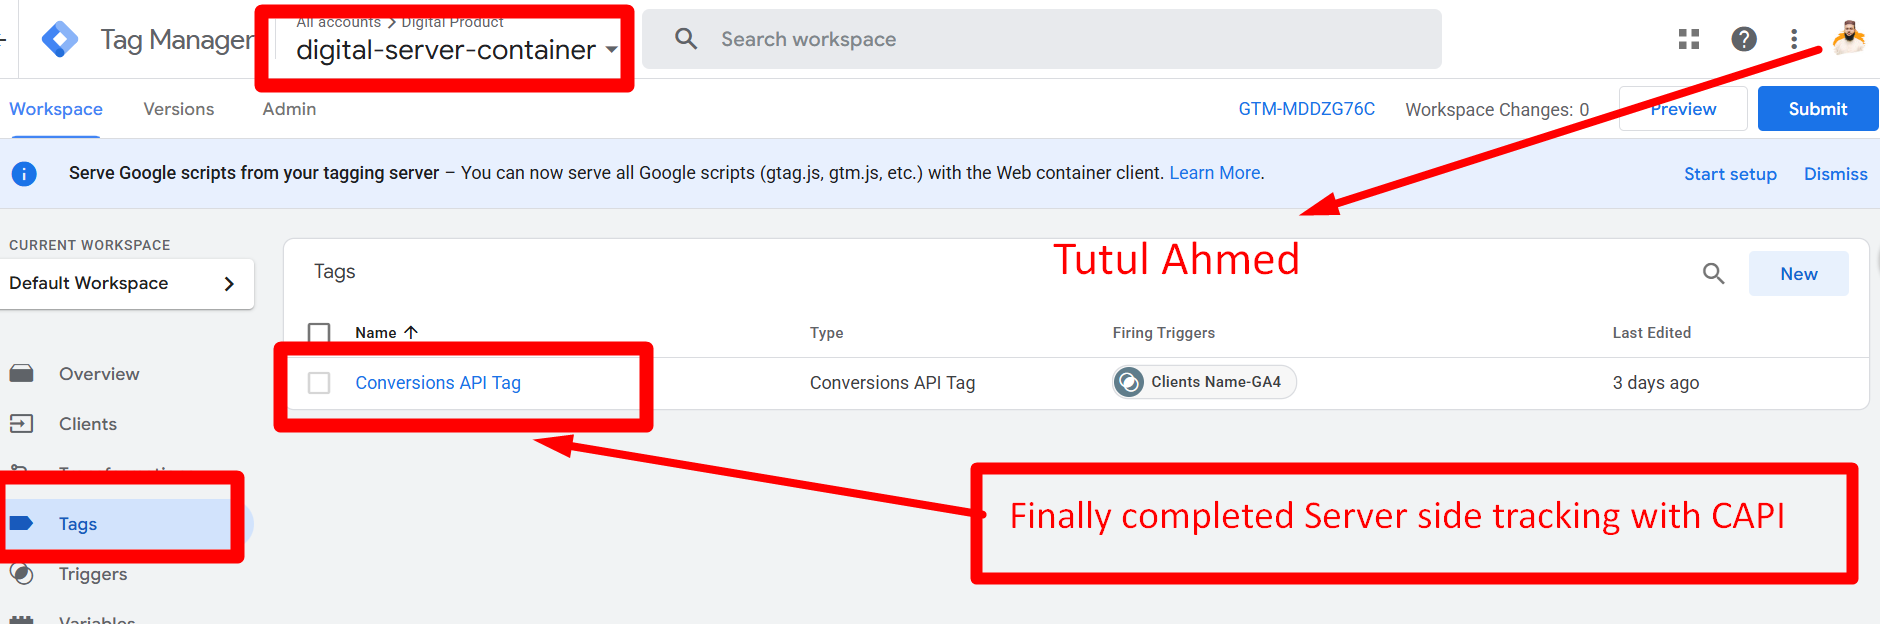 All accounts > Digital Product
Tag Manager
digital-server-container
Search workspace
Workspace
Versions
Admin
GTM-MDDZG76C
Workspace Changes: 0
Preview
Submit
Serve Google scripts from your tagging server – You can now serve all Google scripts (gtag.js, gtm.js, etc.) with the Web container client. Learn More.
Start setup
Dismiss
CURRENT WORKSPACE
Default Workspace
Overview
Clients
Tags
Triggers
Variables
Tags
Tutul Ahmed
New
Name
Type
Firing Triggers
Last Edited
Conversions API Tag
Conversions API Tag
Clients Name-GA4
3 days ago
Finally completed Server side tracking with CAPI